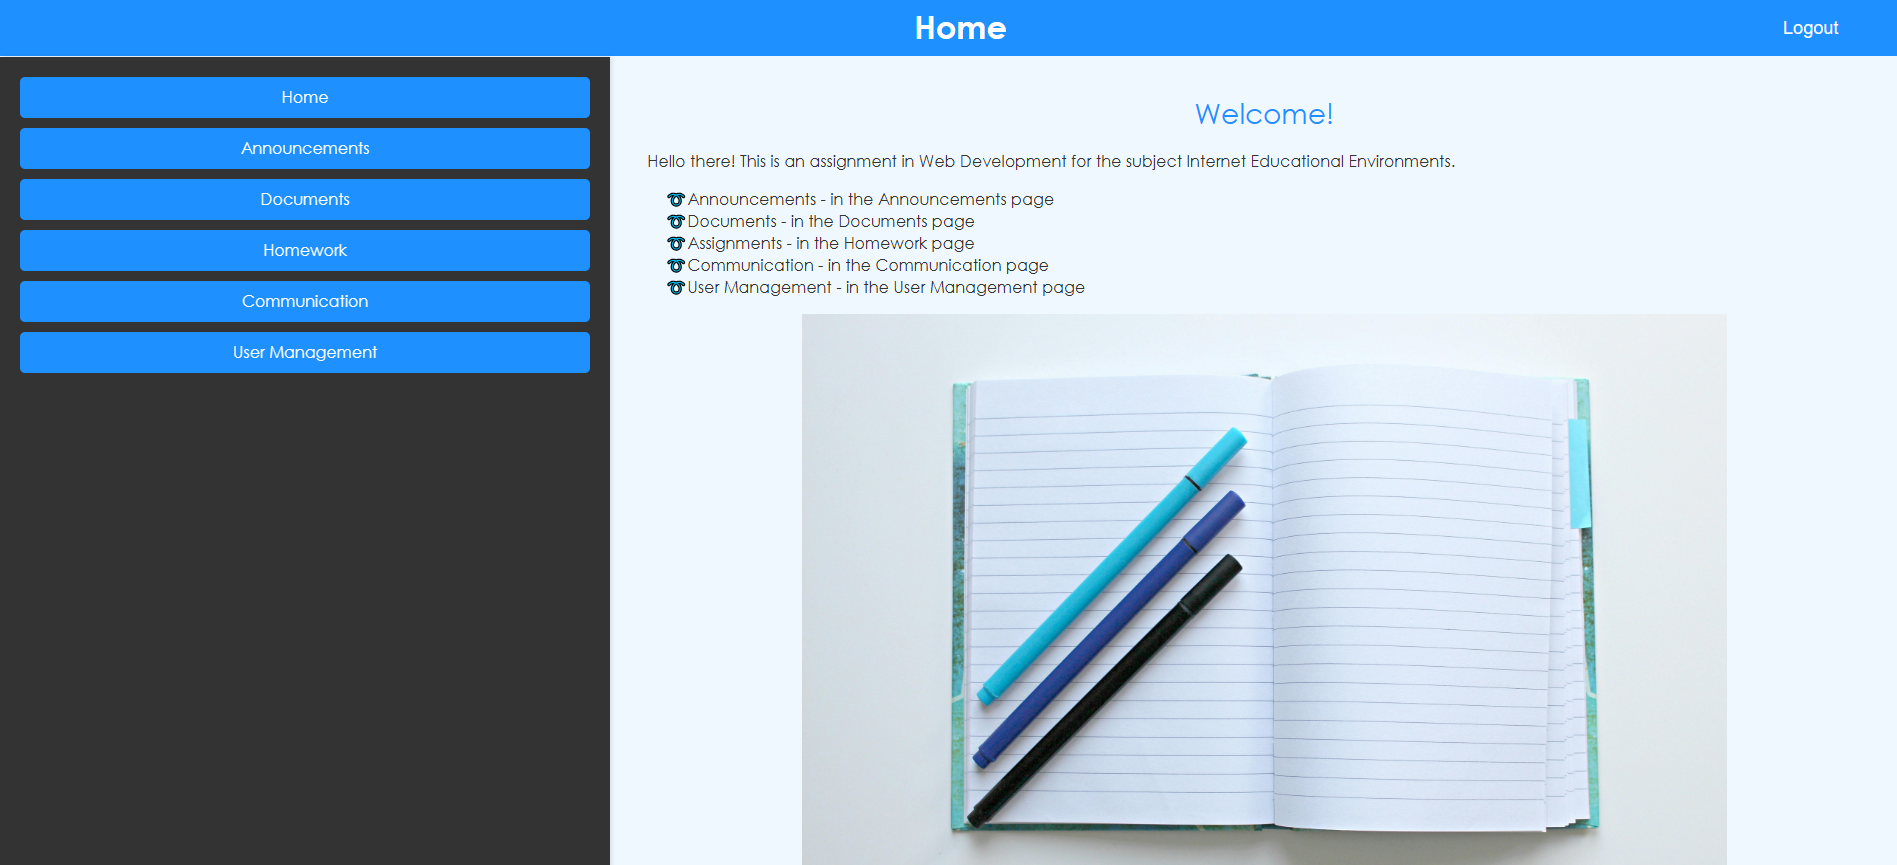 Home
Logout
Home
Announcements
Documents
Homework
Communication
User Management
Welcome!
Hello there! This is an assignment in Web Development for the subject Internet Educational Environments.
➰Announcements - in the Announcements page
➰Documents - in the Documents page
➰Assignments - in the Homework page
➰Communication - in the Communication page
➰User Management - in the User Management page